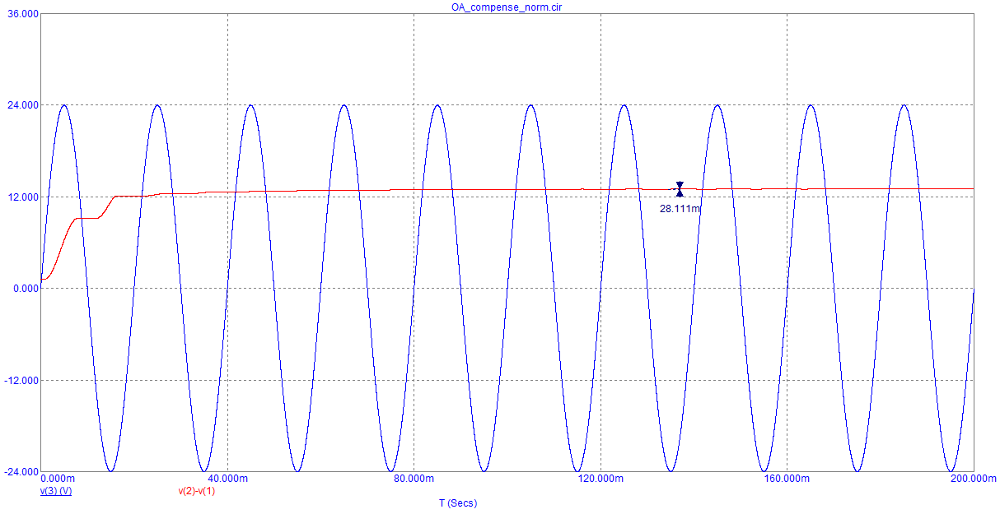 OA_compense_norm.cir
36.000
24.000
12.000
28.111m
0.000
-12.000
-24.000
0.000m 40.000m 80.000m 120.000m 160.000m 200.000m
v(3) (V) v(2)-v(1)
T (Secs)